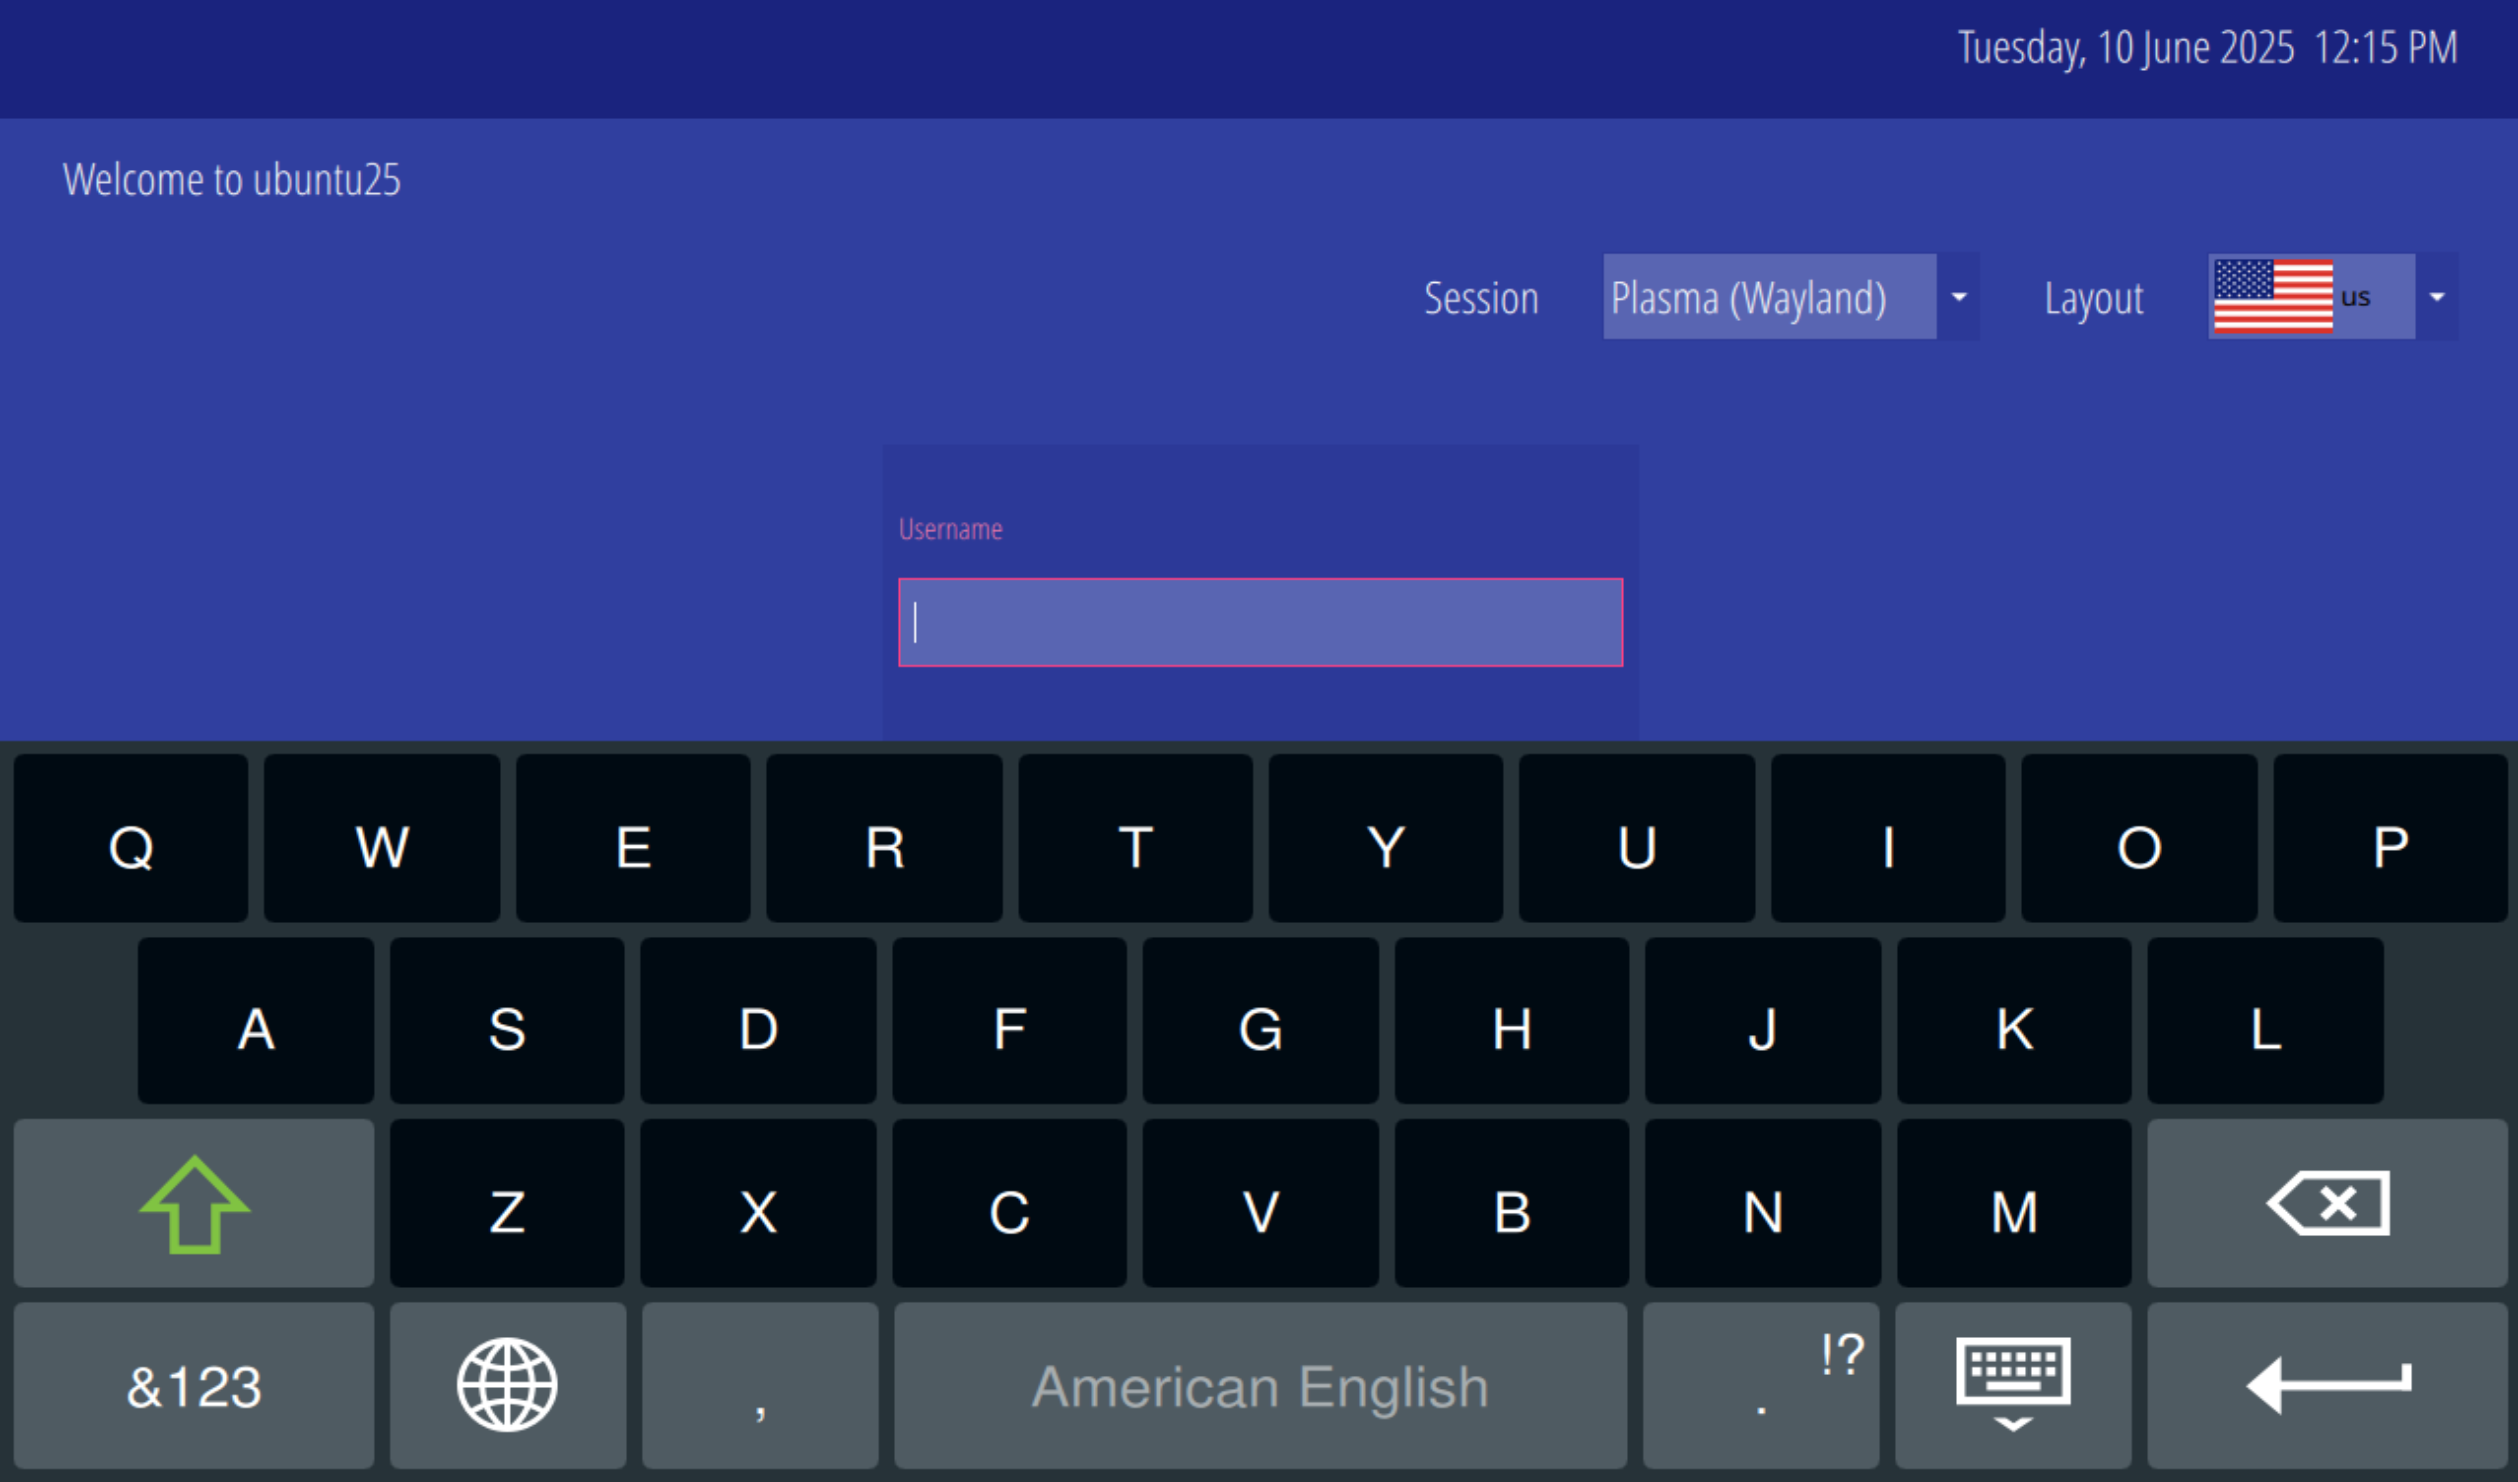 Tuesday, 10 June 2025 12:15 PM
Welcome to ubuntu25
Session Plasma (Wayland) Layout us
Username
Q W E R T Y U I O P
A S D F G H J K L
Z X C V B N M
&123 , American English . !?